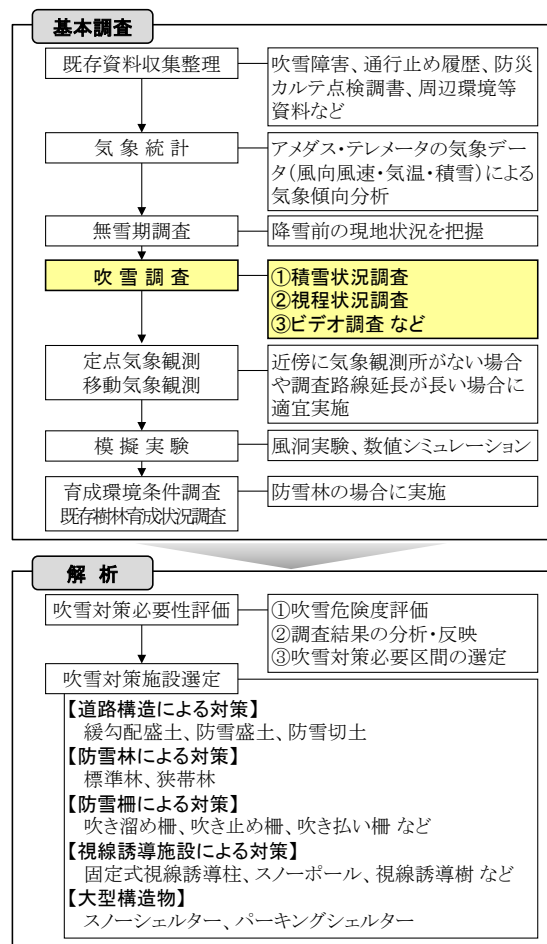 基本調査
既存資料収集整理
吹雪障害、通行止め履歴、防災
カルテ点検調書、周辺環境等
資料など
気 象 統 計
アメダス・テレメータの気象デー
タ(風向風速・気温・積雪)による
気象傾向分析
無雪期調査
降雪前の現地状況を把握
吹 雪 調 査
①積雪状況調査
②視程状況調査
③ビデオ調査 など
定点気象観測
移動気象観測
近傍に気象観測所がない場合
や調査路線延長が長い場合に
適宜実施
模 擬 実 験
風洞実験、数値シミュレーション
育成環境条件調査
既存樹林育成状況調査
防雪林の場合に実施
解 析
吹雪対策必要性評価
①吹雪危険度評価
②調査結果の分析・反映
③吹雪対策必要区間の選定
吹雪対策施設選定
【道路構造による対策】
緩勾配盛土、防雪盛土、防雪切土
【防雪林による対策】
標準林、狭帯林
【防雪柵による対策】
吹き溜め柵、吹き止め柵、吹き払い柵 など
【視線誘導施設による対策】
固定式視線誘導柱、スノーポール、視線誘導樹 など
【大型構造物】
スノーシェルター、パーキングシェルター